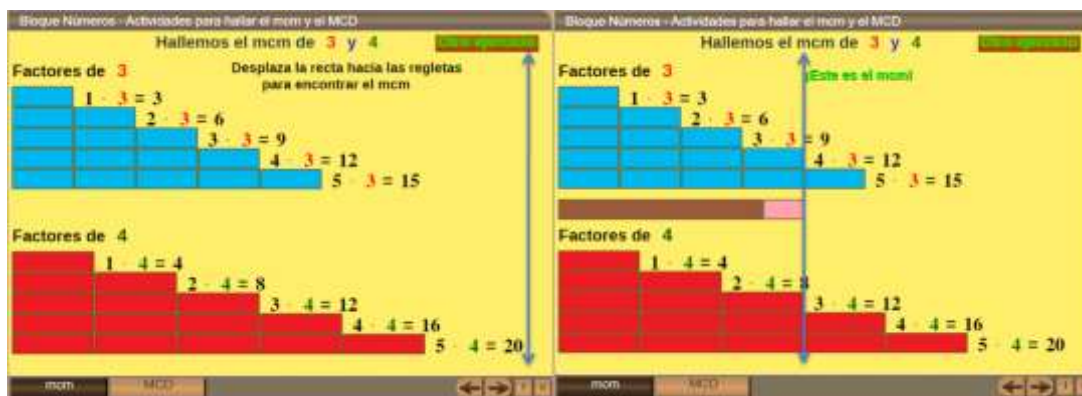 Bloque Números - Actividades para hallar el mcm y el MCD
Hallemos el mcm de 3 y 4
Factores de 3
Desplaza la recta hacia las regletas
para encontrar el mcm
1 · 3 = 3
2 · 3 = 6
3 · 3 = 9
4 · 3 = 12
5 · 3 = 15
Factores de 4
1 · 4 = 4
2 · 4 = 8
3 · 4 = 12
4 · 4 = 16
5 · 4 = 20
mcm
MCD
Bloque Números - Actividades para hallar el mcm y el MCD
Hallemos el mcm de 3 y 4
Factores de 3
¡Este es el mcm!
1 · 3 = 3
2 · 3 = 6
3 · 3 = 9
4 · 3 = 12
5 · 3 = 15
Factores de 4
1 · 4 = 4
2 · 4 = 8
3 · 4 = 12
4 · 4 = 16
5 · 4 = 20
mcm
MCD